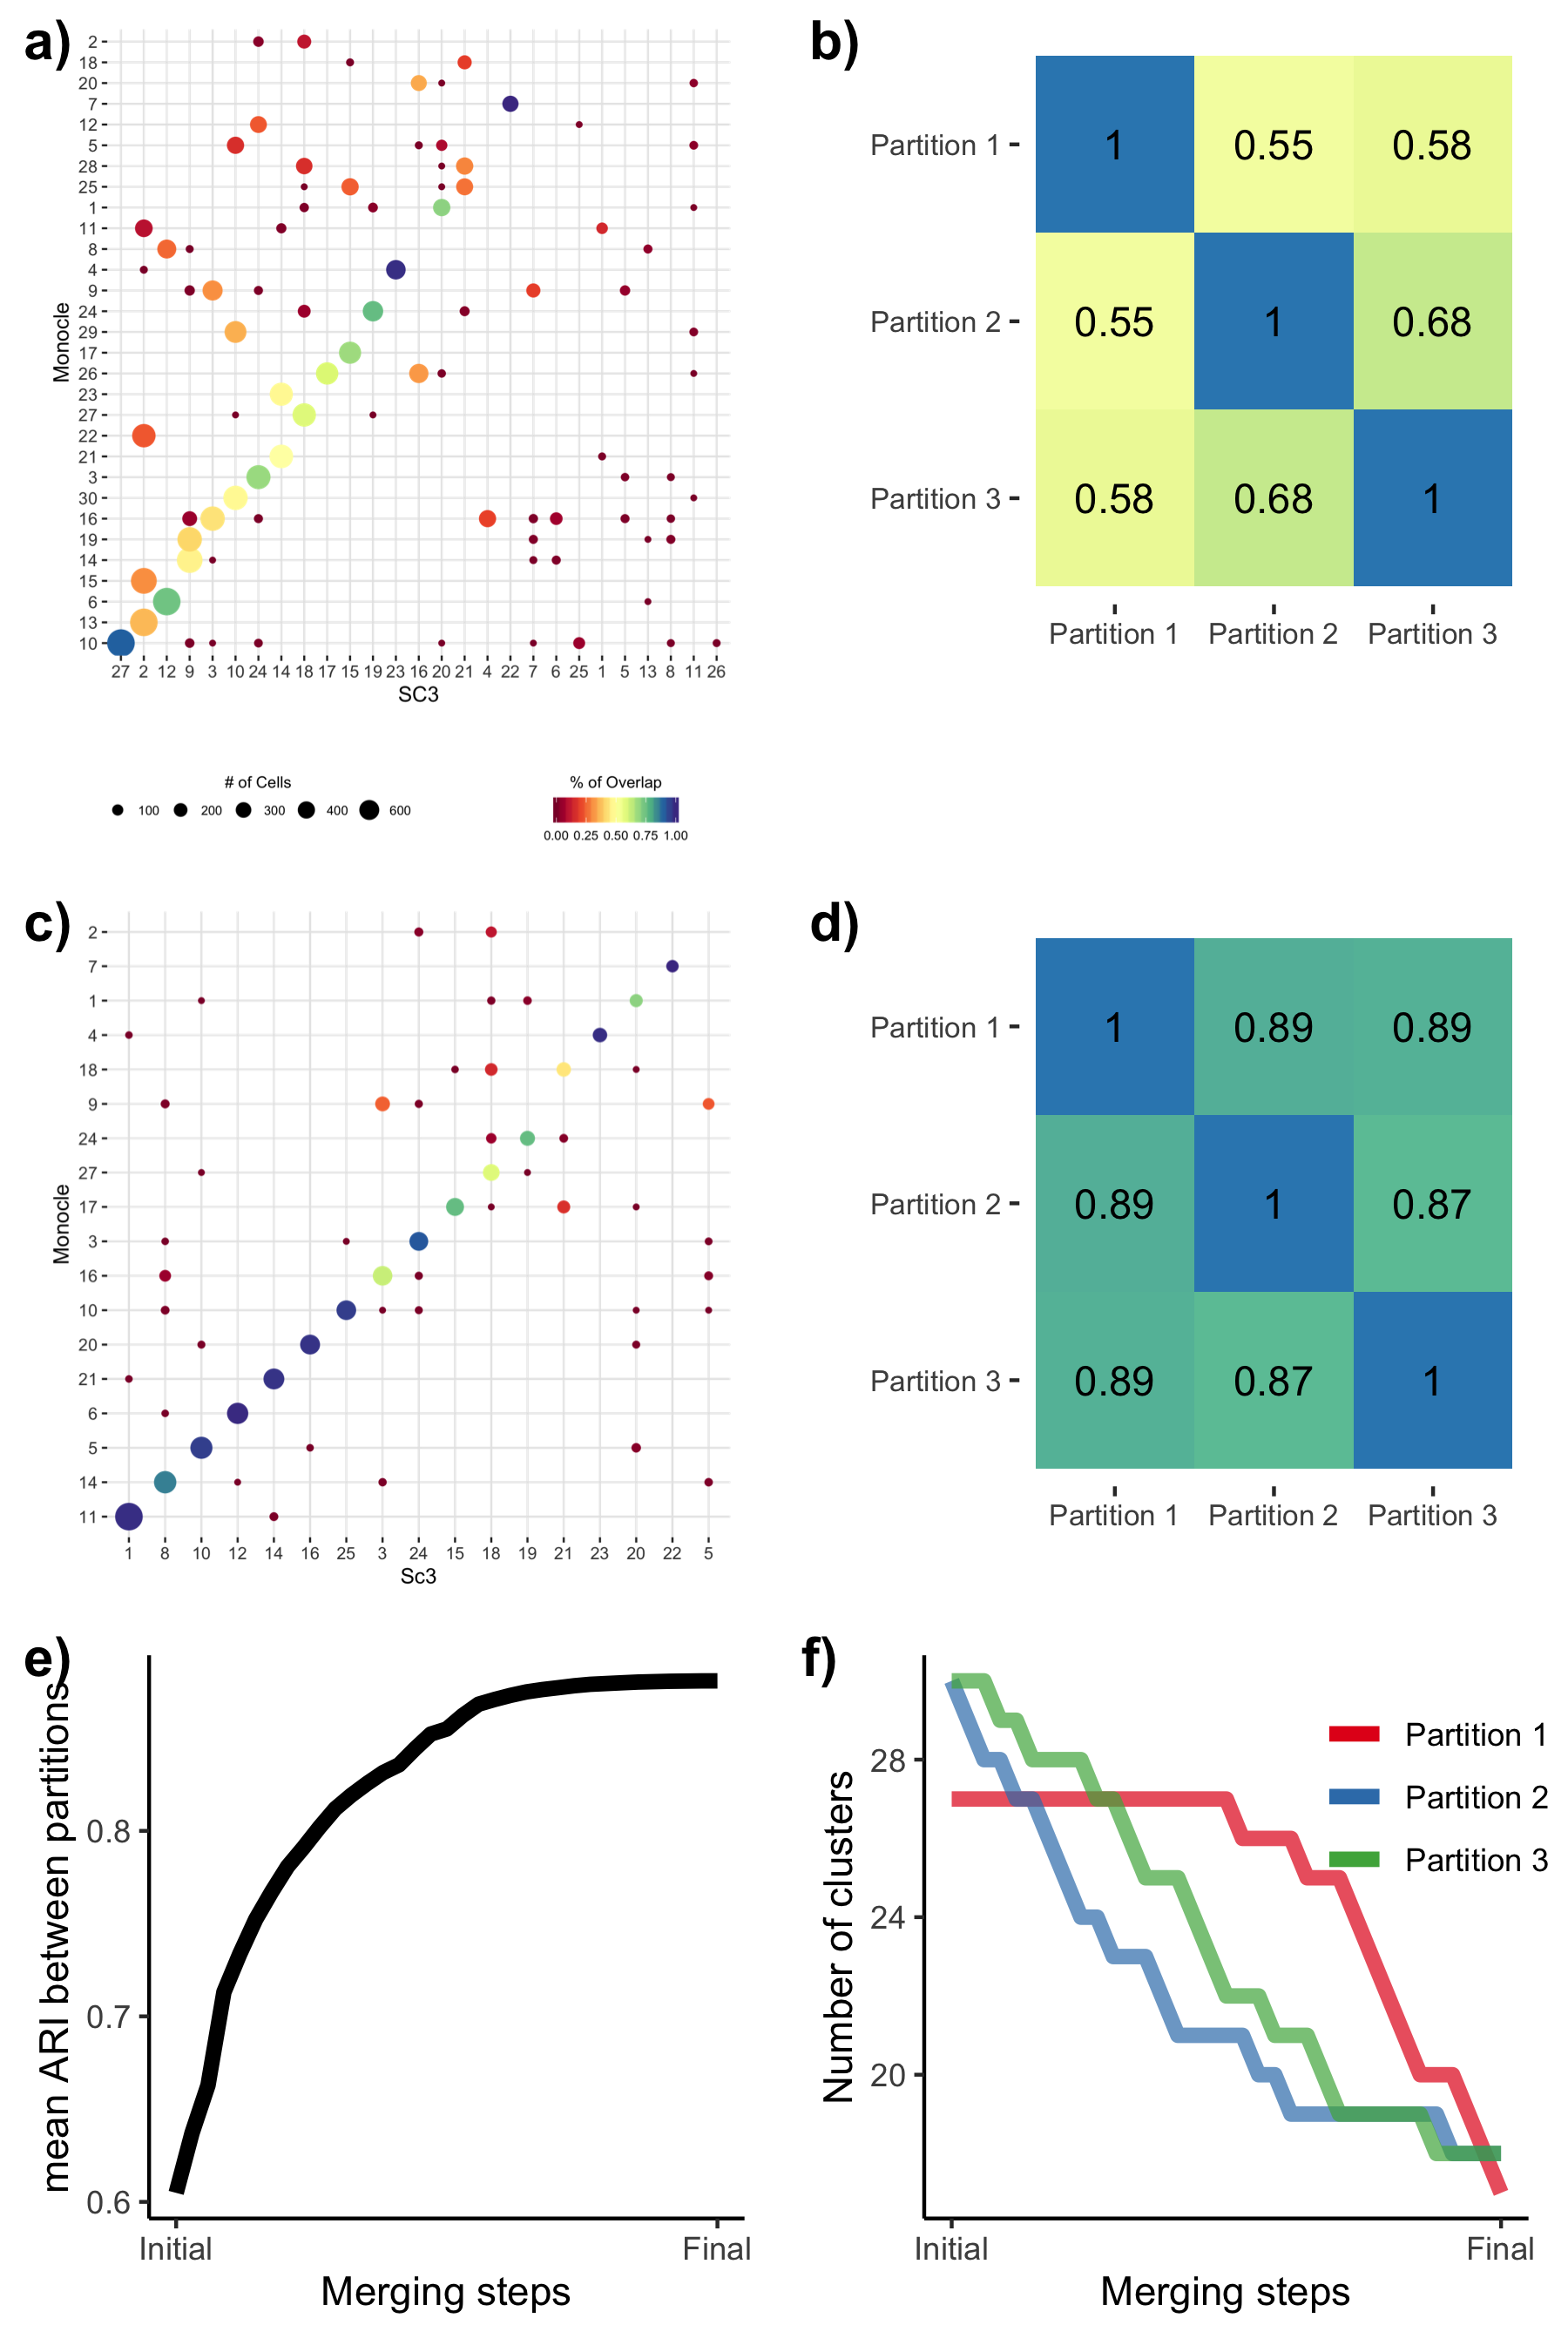 a)
2
18
20
7
12
5
28
25
1
11
8
4
9
24
29
17
26
23
27
22
21
3
30
16
19
14
15
6
13
10
Monocle
27 2 12 9 3 10 24 14 18 17 15 19 23 16 20 21 4 22 7 6 25 1 5 13 8 11 26
SC3
# of Cells
100 200 300 400 600
% of Overlap
0.00 0.25 0.50 0.75 1.00
b)
Partition 1 1 0.55 0.58
Partition 2 0.55 1 0.68
Partition 3 0.58 0.68 1
Partition 1 Partition 2 Partition 3
c)
2
7
1
4
18
9
24
27
17
3
16
10
20
21
6
5
14
11
Monocle
1 8 10 12 14 16 25 3 24 15 18 19 21 23 20 22 5
Sc3
d)
Partition 1 1 0.89 0.89
Partition 2 0.89 1 0.87
Partition 3 0.89 0.87 1
Partition 1 Partition 2 Partition 3
e)
mean ARI between partitions
0.8
0.7
0.6
Initial Final
Merging steps
f)
Number of clusters
28
24
20
Partition 1
Partition 2
Partition 3
Initial Final
Merging steps